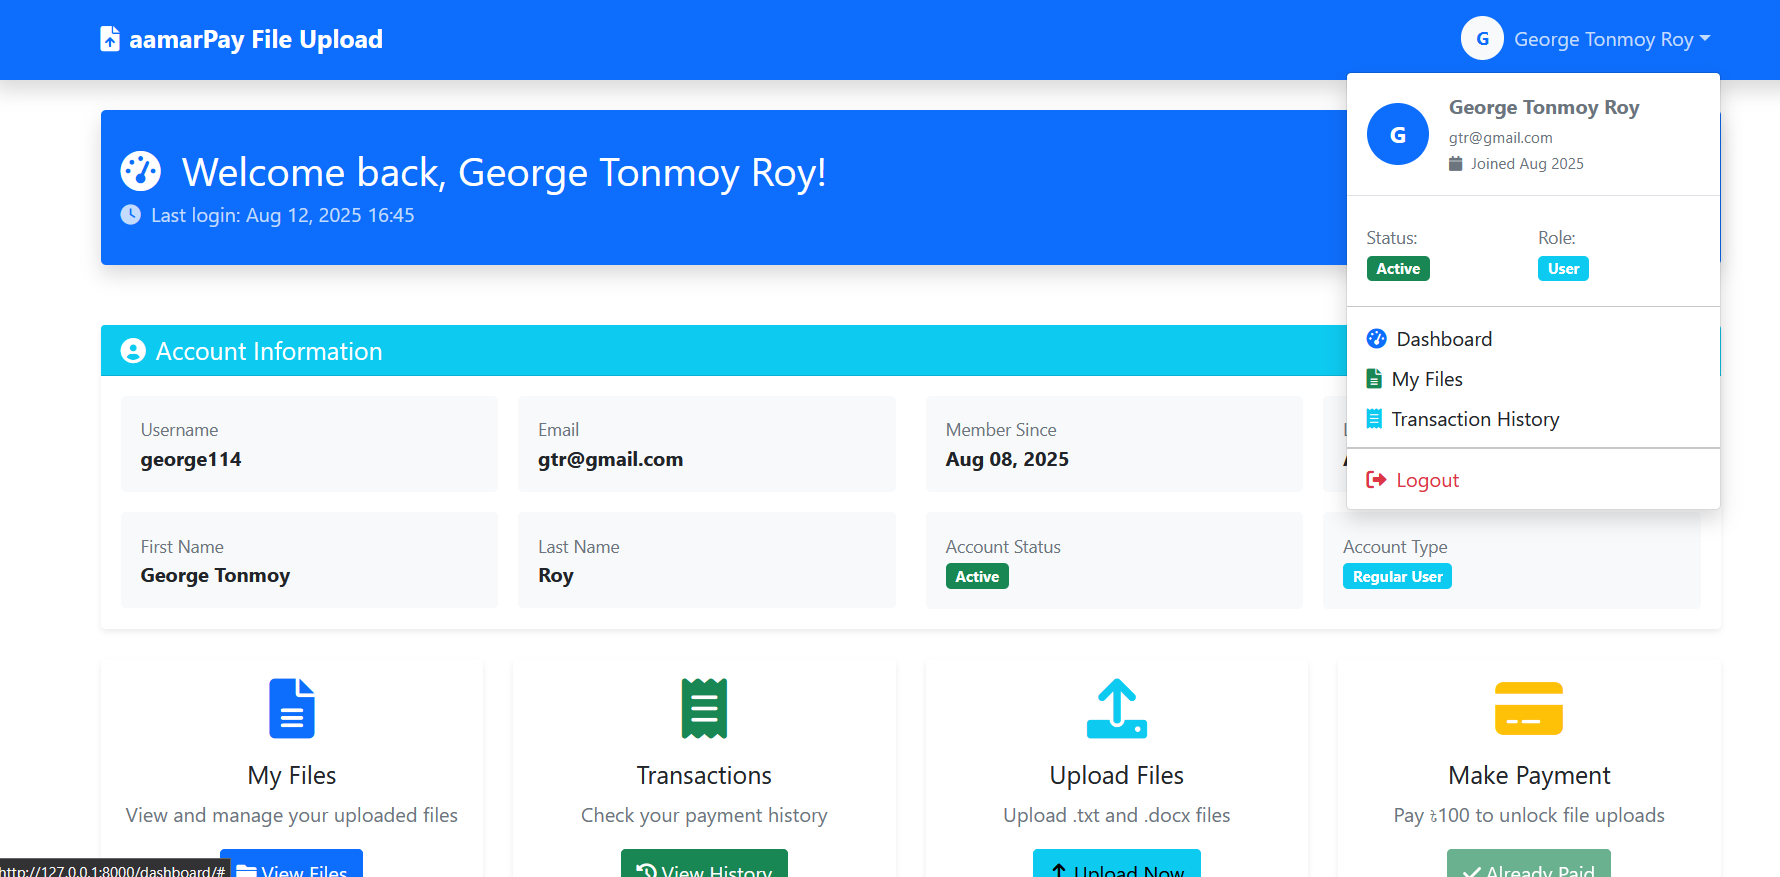 aamarPay File Upload
G George Tonmoy Roy
George Tonmoy Roy
G
gtr@gmail.com
Joined Aug 2025
Status:
Role:
Active
User
Dashboard
My Files
Transaction History
Logout
Welcome back, George Tonmoy Roy!
Last login: Aug 12, 2025 16:45
Account Information
Username
george114
Email
gtr@gmail.com
Member Since
Aug 08, 2025
First Name
George Tonmoy
Last Name
Roy
Account Status
Active
Account Type
Regular User
My Files
View and manage your uploaded files
View Files
Transactions
Check your payment history
View History
Upload Files
Upload .txt and .docx files
Upload Now
Make Payment
Pay ৳100 to unlock file uploads
Already Paid
http://127.0.0.1:8000/dashboard/#